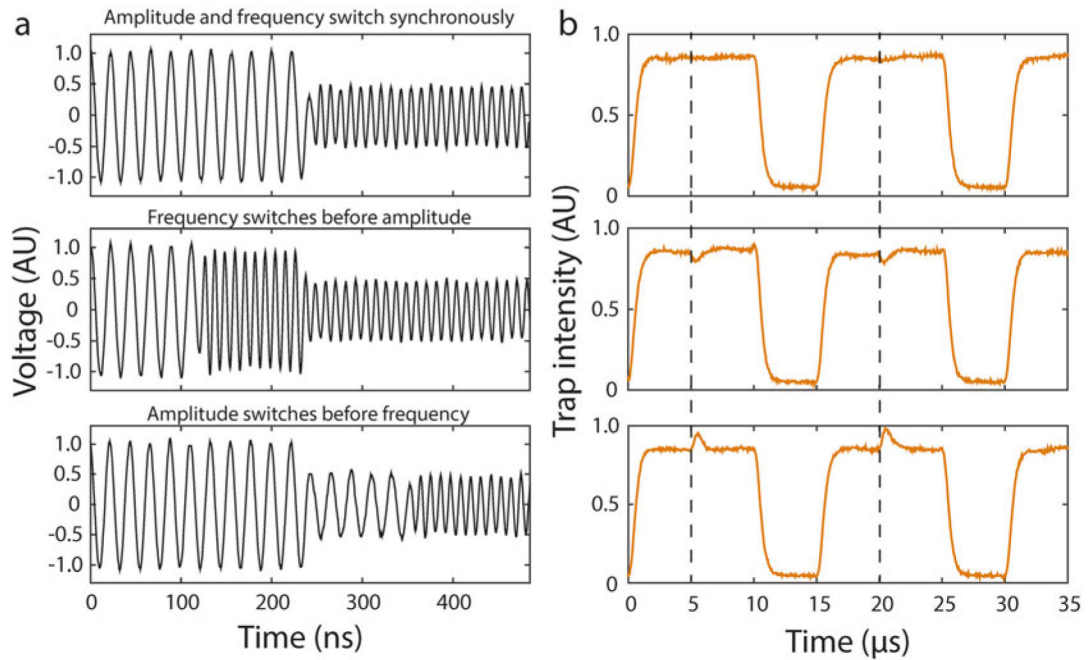 a
Amplitude and frequency switch synchronously
1.0
0.5
0
-0.5
-1.0
Frequency switches before amplitude
1.0
0.5
0
-0.5
-1.0
Amplitude switches before frequency
1.0
0.5
0
-0.5
-1.0
Voltage (AU)
0 100 200 300 400
Time (ns)
b
1.0
0.5
0
1.0
0.5
0
1.0
0.5
0
Trap intensity (AU)
0 5 10 15 20 25 30 35
Time (μs)